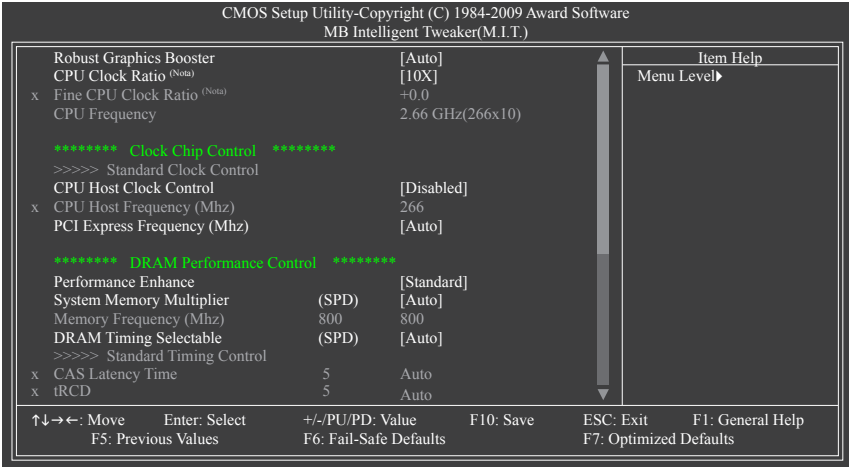 CMOS Setup Utility-Copyright (C) 1984-2009 Award Software
MB Intelligent Tweaker(M.I.T.)
Robust Graphics Booster [Auto]
CPU Clock Ratio (Nota) [10X]
x Fine CPU Clock Ratio (Nota) +0.0
CPU Frequency 2.66 GHz(266x10)
******** Clock Chip Control ********
>>>>> Standard Clock Control
CPU Host Clock Control [Disabled]
x CPU Host Frequency (Mhz) 266
PCI Express Frequency (Mhz) [Auto]
******** DRAM Performance Control ********
Performance Enhance [Standard]
System Memory Multiplier (SPD) [Auto]
Memory Frequency (Mhz) 800 800
DRAM Timing Selectable (SPD) [Auto]
>>>>> Standard Timing Control
x CAS Latency Time 5 Auto
x tRCD 5 Auto
Item Help
Menu Level▶
↑↓→←: Move Enter: Select +/-/PU/PD: Value F10: Save ESC: Exit F1: General Help
F5: Previous Values F6: Fail-Safe Defaults F7: Optimized Defaults